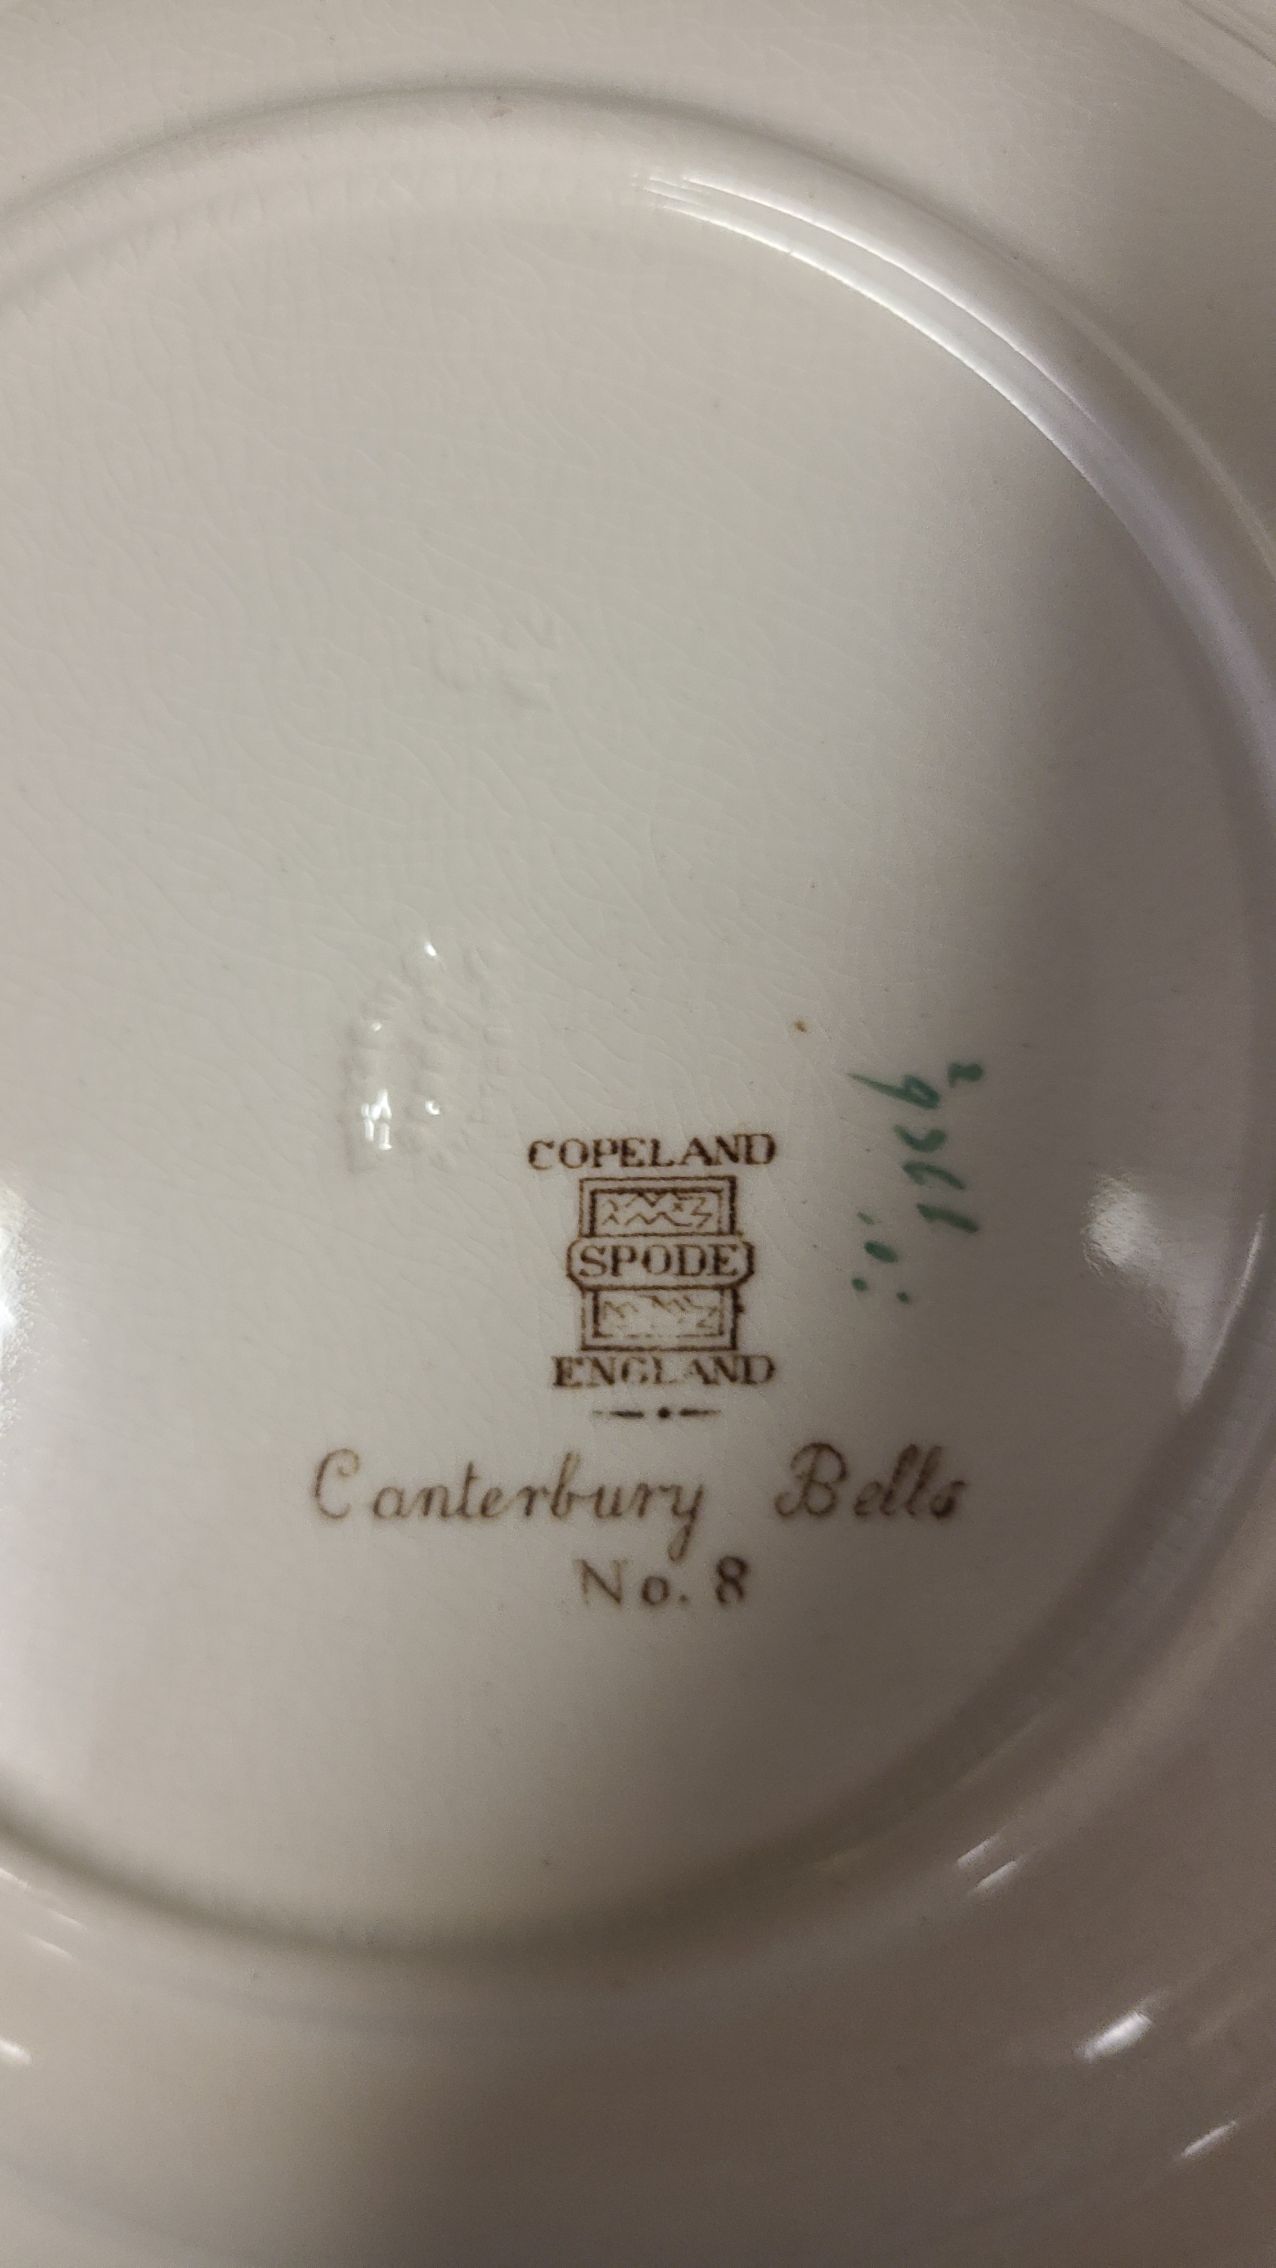 COPELAND
SPODE
ENGLAND
Canterbury Bells
No. 8